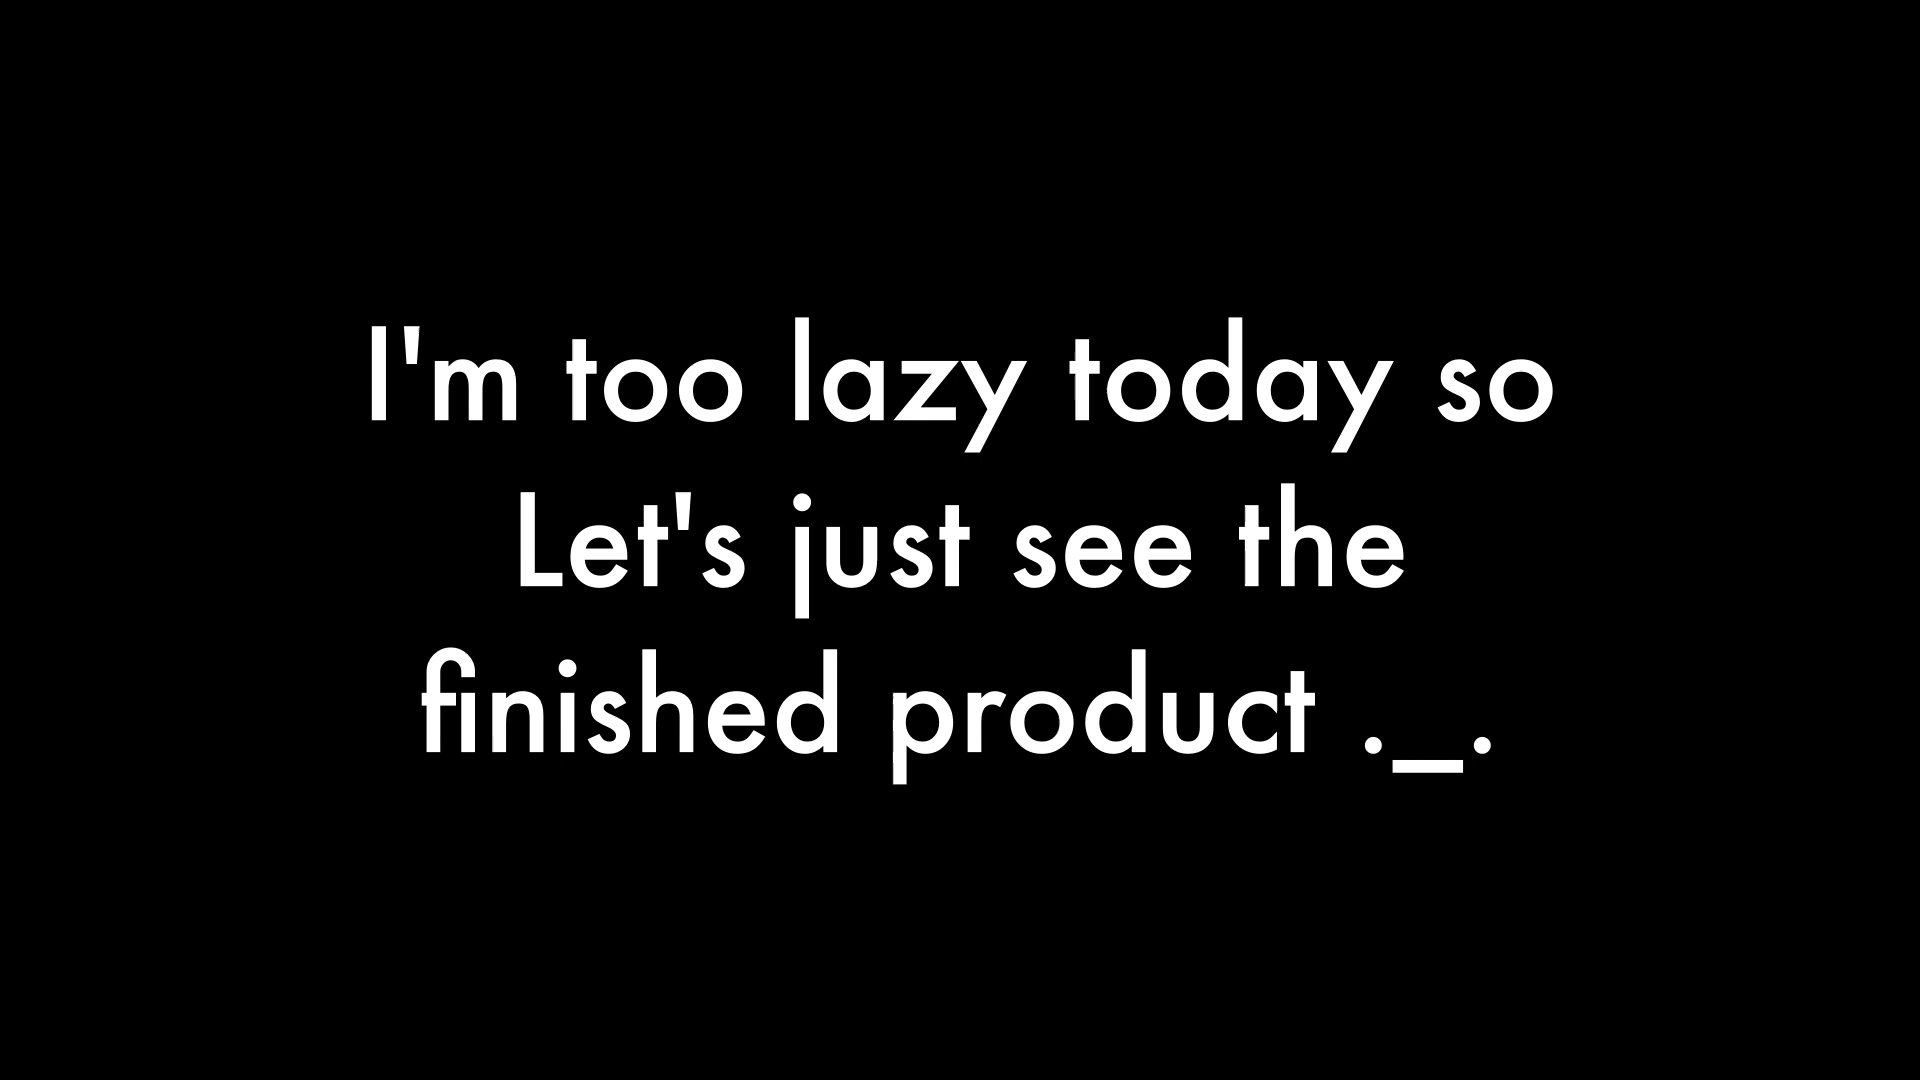 I'm too lazy today so
Let's just see the
finished product ._.